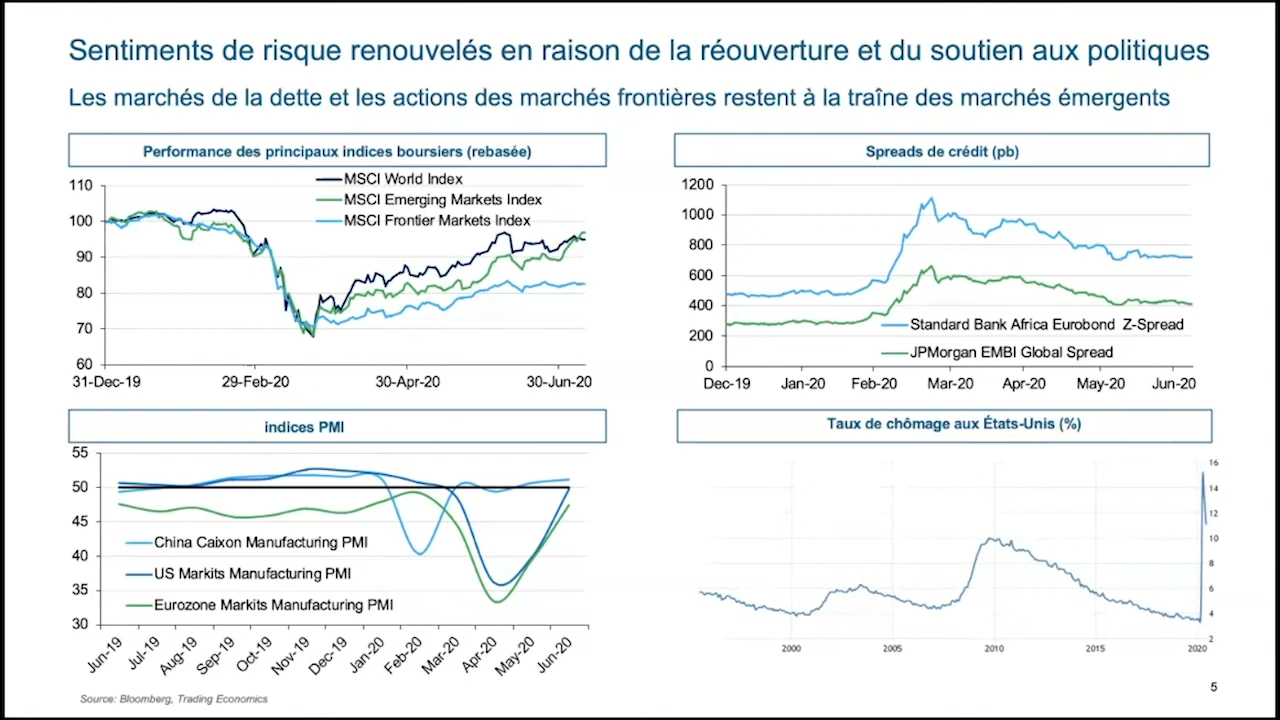 Sentiments de risque renouvelés en raison de la réouverture et du soutien aux politiques
Les marchés de la dette et les actions des marchés frontières restent à la traîne des marchés émergents
Performance des principaux indices boursiers (rebasée)
MSCI World Index
MSCI Emerging Markets Index
MSCI Frontier Markets Index
110
100
90
80
70
60
31-Dec-19 29-Feb-20 30-Apr-20 30-Jun-20
Spreads de crédit (pb)
1200
1000
800
600
400
200
0
Standard Bank Africa Eurobond Z-Spread
JPMorgan EMBI Global Spread
Dec-19 Jan-20 Feb-20 Mar-20 Apr-20 May-20 Jun-20
indices PMI
55
50
45
40
35
30
China Caixon Manufacturing PMI
US Markits Manufacturing PMI
Eurozone Markits Manufacturing PMI
Jun-19 Jul-19 Aug-19 Sep-19 Oct-19 Nov-19 Dec-19 Jan-20 Feb-20 Mar-20 Apr-20 May-20 Jun-20
Taux de chômage aux États-Unis (%)
16
14
12
10
8
6
4
2
2000 2005 2010 2015 2020
Source: Bloomberg, Trading Economics
5